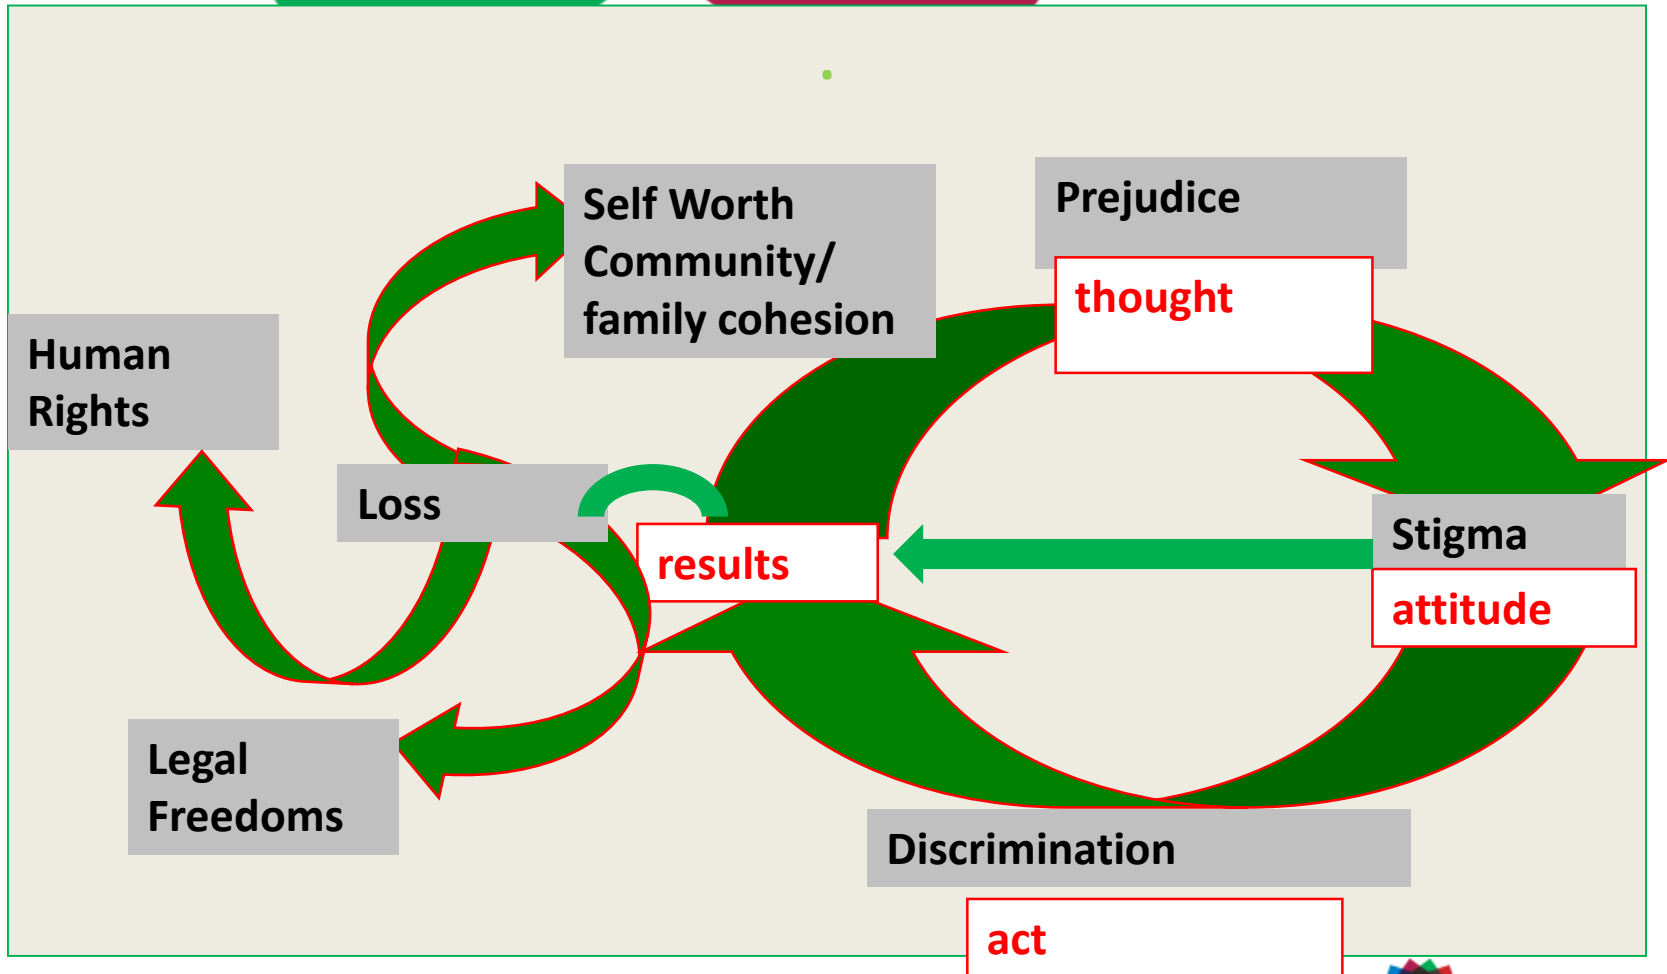 Self Worth
Community/
family cohesion
Prejudice
thought
Human
Rights
Loss
results
Stigma
attitude
Legal
Freedoms
Discrimination
act